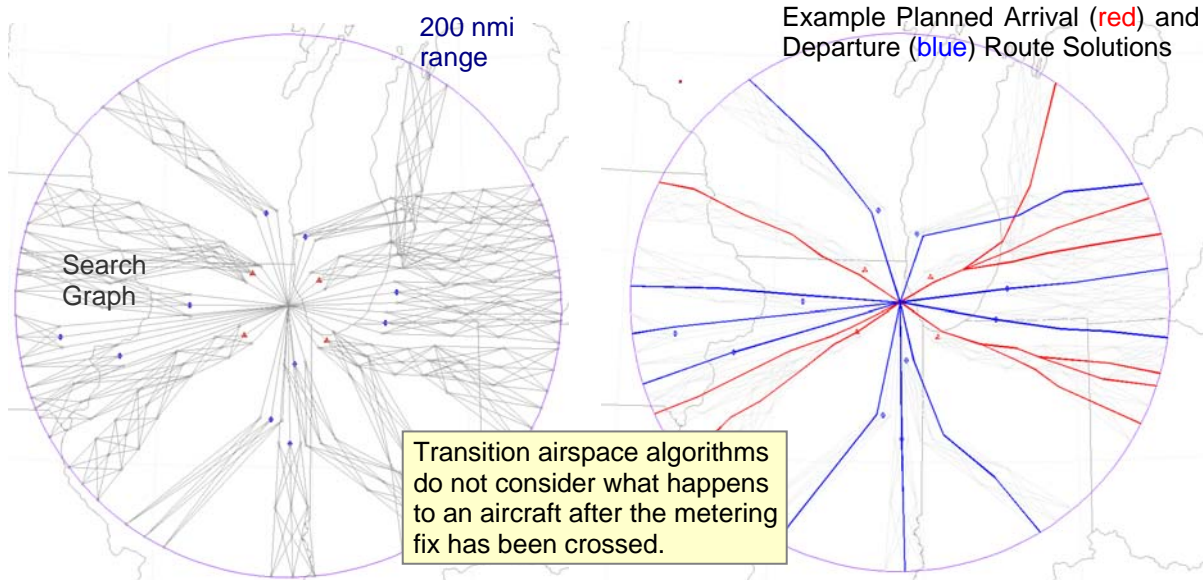 200 nmi
range
Example Planned Arrival (red) and
Departure (blue) Route Solutions
Search
Graph
Transition airspace algorithms
do not consider what happens
to an aircraft after the metering
fix has been crossed.